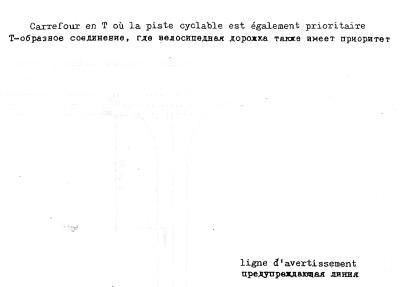 Carrefour en T où la piste cyclable est également prioritaire
Т-образное соединение, где велосипедная дорожка также имеет приоритет
ligne d'avertissement
предупреждающая линия